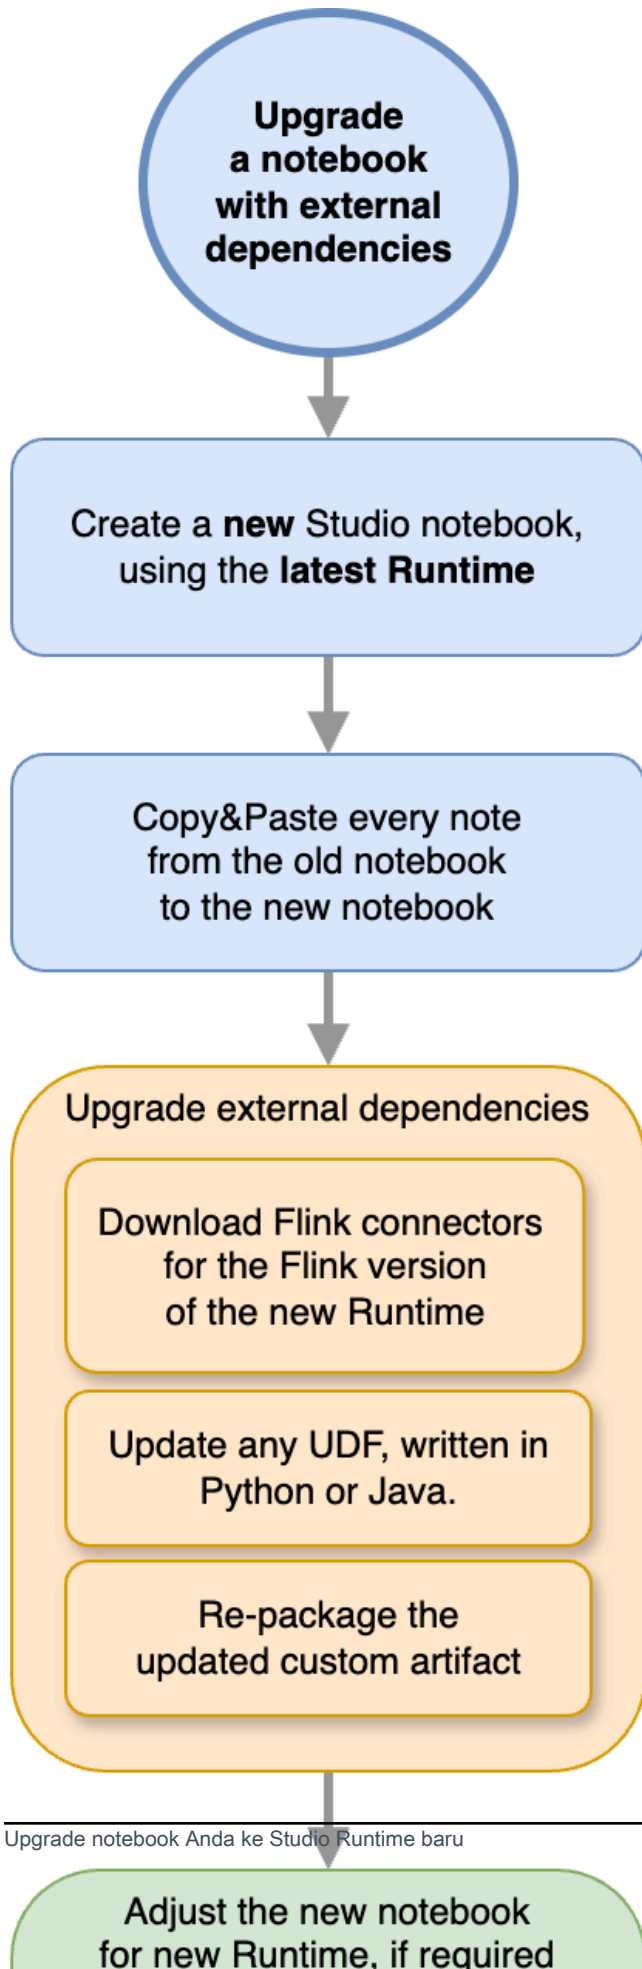 Upgrade
a notebook
with external
dependencies
Create a new Studio notebook,
using the latest Runtime
Copy&Paste every note
from the old notebook
to the new notebook
Upgrade external dependencies
Download Flink connectors
for the Flink version
of the new Runtime
Update any UDF, written in
Python or Java.
Re-package the
updated custom artifact
Upgrade notebook Anda ke Studio Runtime baru
Adjust the new notebook
for new Runtime, if required